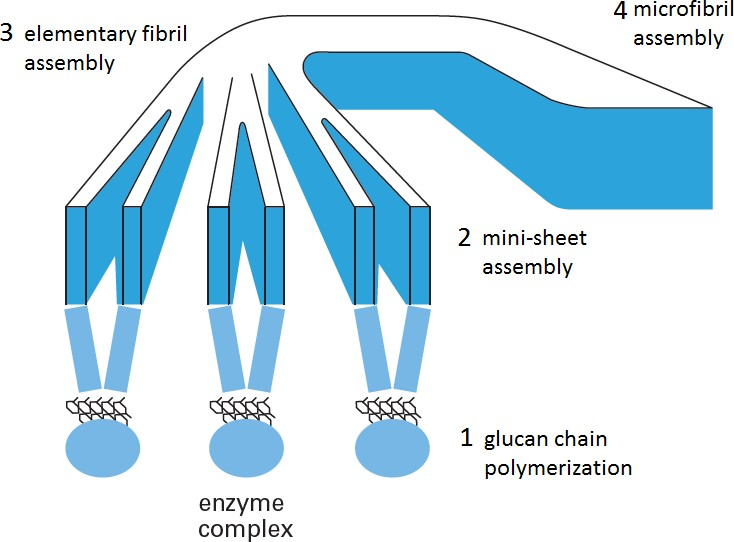 3 elementary fibril
assembly
4 microfibril
assembly
2 mini-sheet
assembly
1 glucan chain
polymerization
enzyme
complex